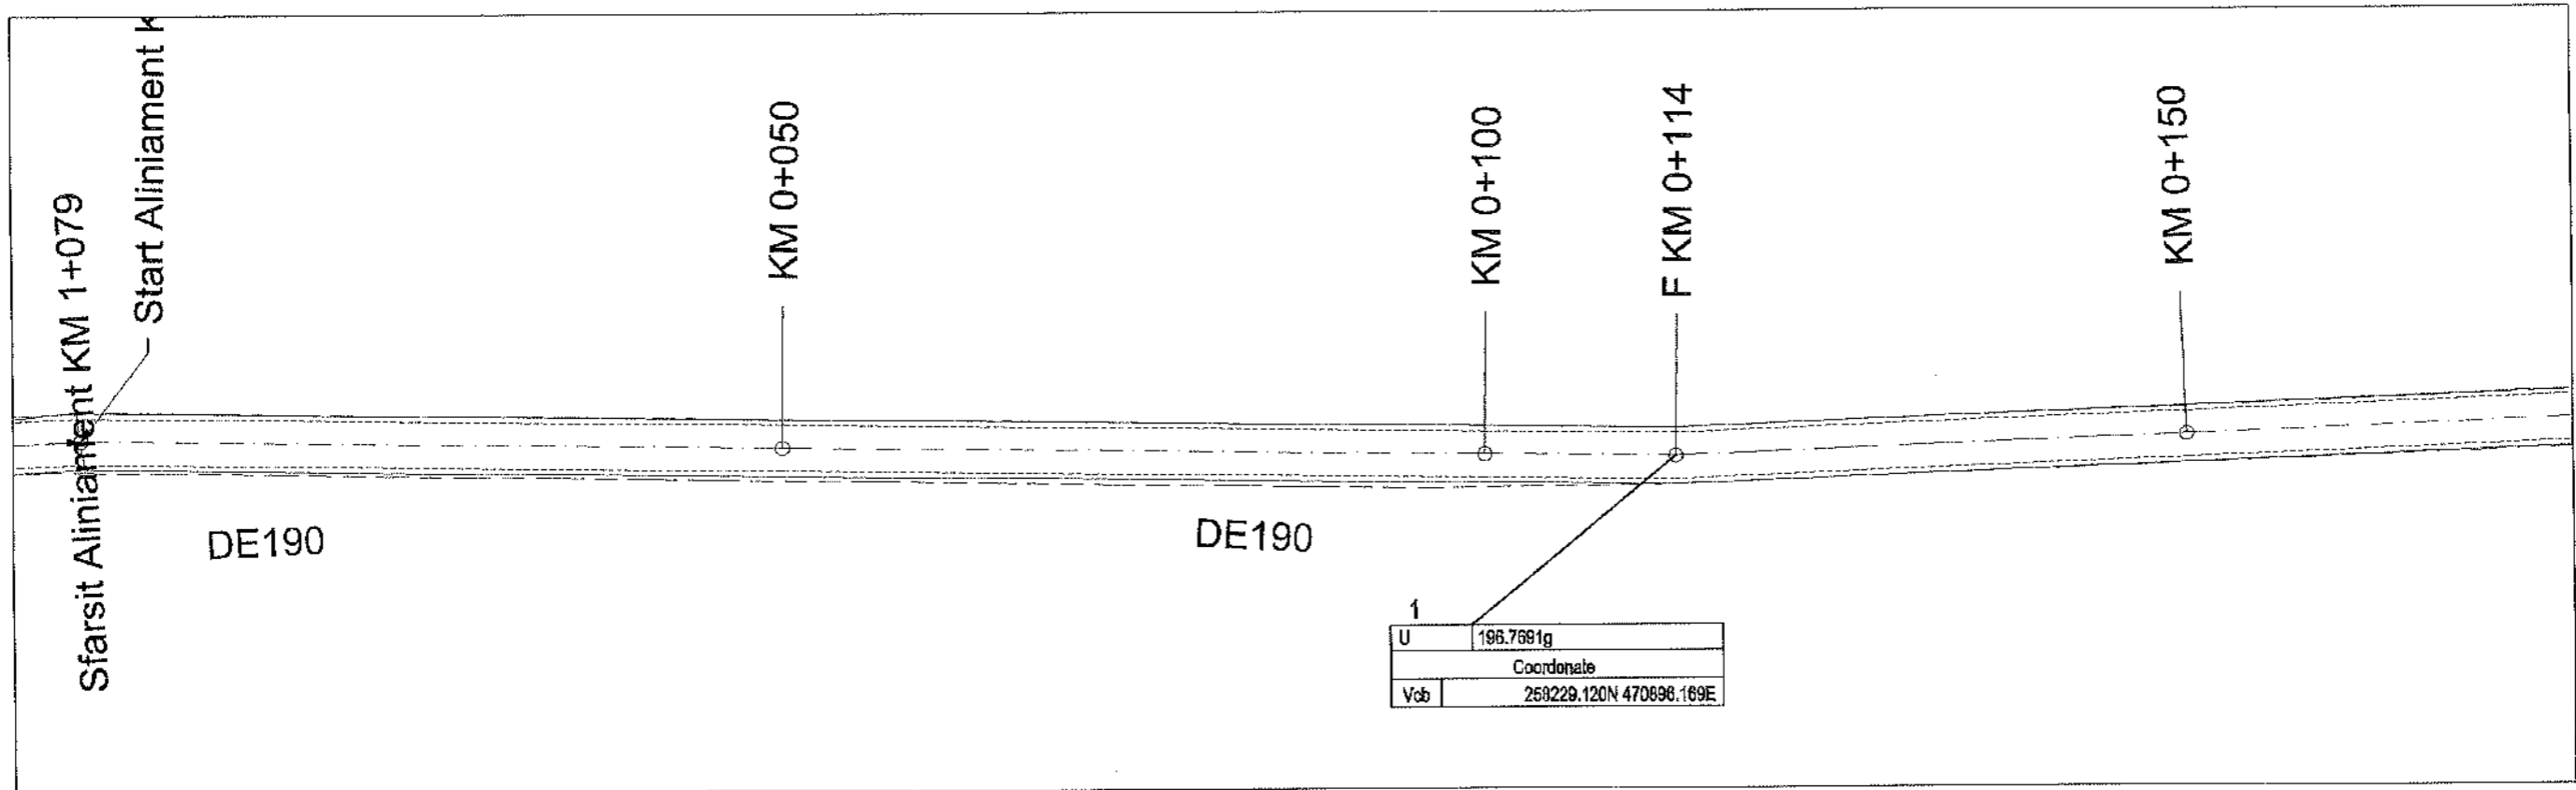 Sfarsit Aliniament KM 1+079
Start Aliniament K
KM 0+050
KM 0+100
F KM 0+114
KM 0+150
DE190
DE190
1
U 196.7691g
Coordonate
Vcb 258229.120N 470896.169E